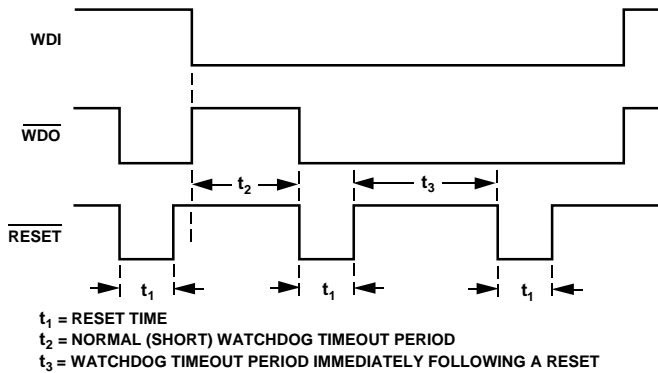 WDI
WDO
t2
t3
RESET
t1
t1
t1
t1 = RESET TIME
t2 = NORMAL (SHORT) WATCHDOG TIMEOUT PERIOD
t3 = WATCHDOG TIMEOUT PERIOD IMMEDIATELY FOLLOWING A RESET